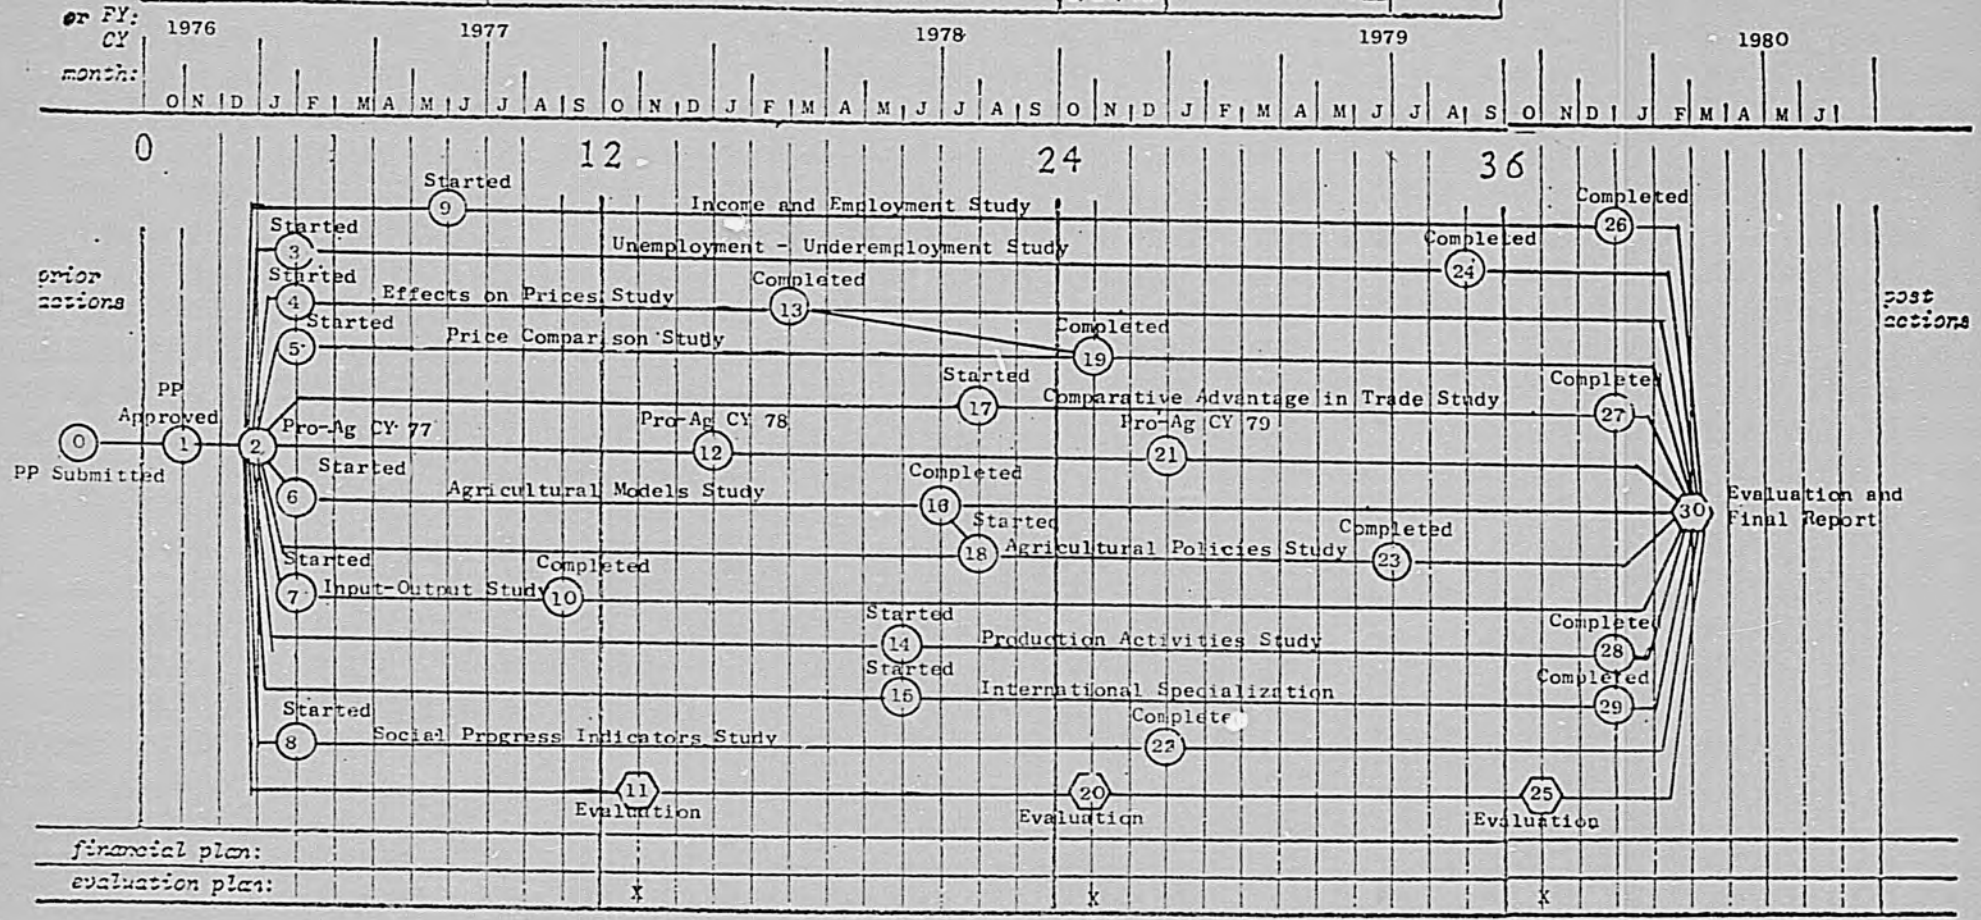 or FY:
CY
1976 1977 1978 1979 1980
month:
O N D J F M A M J J A S O N D J F M A M J J A S O N D J F M A M J J A S O N D J F M A M J
0 12 24 36
Started
9 Income and Employment Study
Completed
26
Started
3 Unemployment - Underemployment Study
Completed
24
prior
actions
Started
4 Effects on Prices Study
Completed
13
post
actions
Started
5 Price Comparison Study
Completed
19
Started
17 Comparative Advantage in Trade Study
Completed
27
PP
Approved
0 1 2 Pro-Ag CY 77
PP Submitted
Pro-Ag CY 78
12
Pro-Ag CY 79
21
Started
6 Agricultural Models Study
Completed
16
30 Evaluation and
Final Report
Started
18 Agricultural Policies Study
Completed
23
Started
7 Input-Output Study
Completed
10
Started
14 Production Activities Study
Completed
28
Started
15 International Specialization
Completed
29
Started
8 Social Progress Indicators Study
Complete
22
11
Evaluation
20
Evaluation
25
Evaluation
financial plan:
evaluation plan: x x x